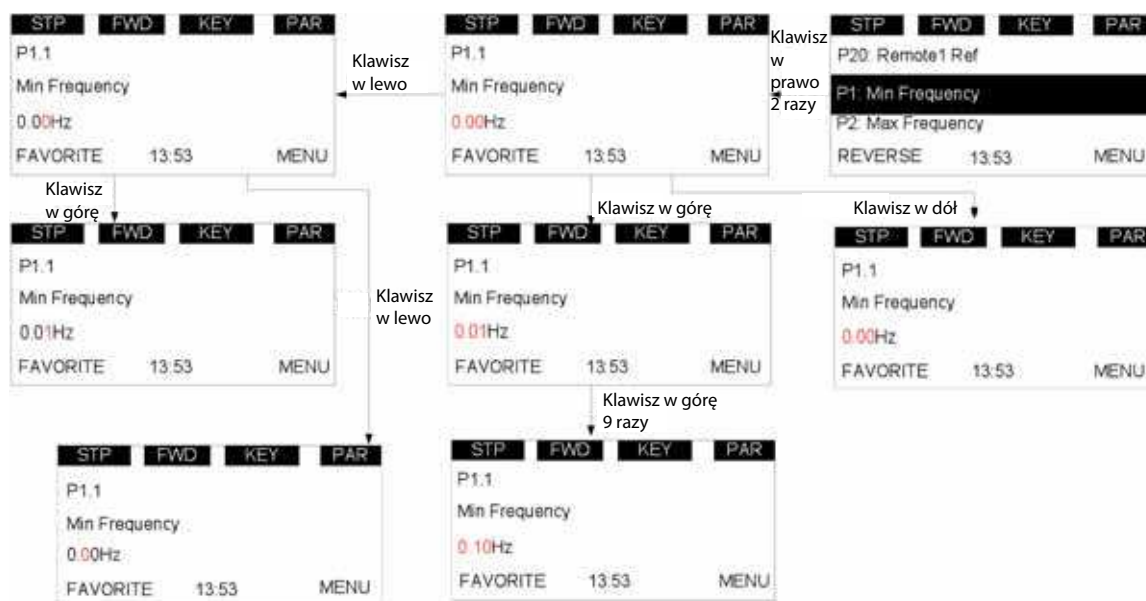 STP FWD KEY PAR
P1.1
Min Frequency
0.00Hz
FAVORITE 13:53 MENU
Klawisz
w lewo
STP FWD KEY PAR
P1.1
Min Frequency
0.00Hz
FAVORITE 13:53 MENU
Klawisz
w
prawo
2 razy
STP FWD KEY PAR
P20: Remote1 Ref
P1: Min Frequency
P2: Max Frequency
REVERSE 13:53 MENU
Klawisz
w górę
Klawisz w górę
Klawisz w dół
STP FWD KEY PAR
P1.1
Min Frequency
0.01Hz
FAVORITE 13:53 MENU
Klawisz
w lewo
STP FWD KEY PAR
P1.1
Min Frequency
0.01Hz
FAVORITE 13:53 MENU
STP FWD KEY PAR
P1.1
Min Frequency
0.00Hz
FAVORITE 13:53 MENU
Klawisz w górę
9 razy
STP FWD KEY PAR
P1.1
Min Frequency
0.00Hz
FAVORITE 13:53 MENU
STP FWD KEY PAR
P1.1
Min Frequency
0.10Hz
FAVORITE 13:53 MENU